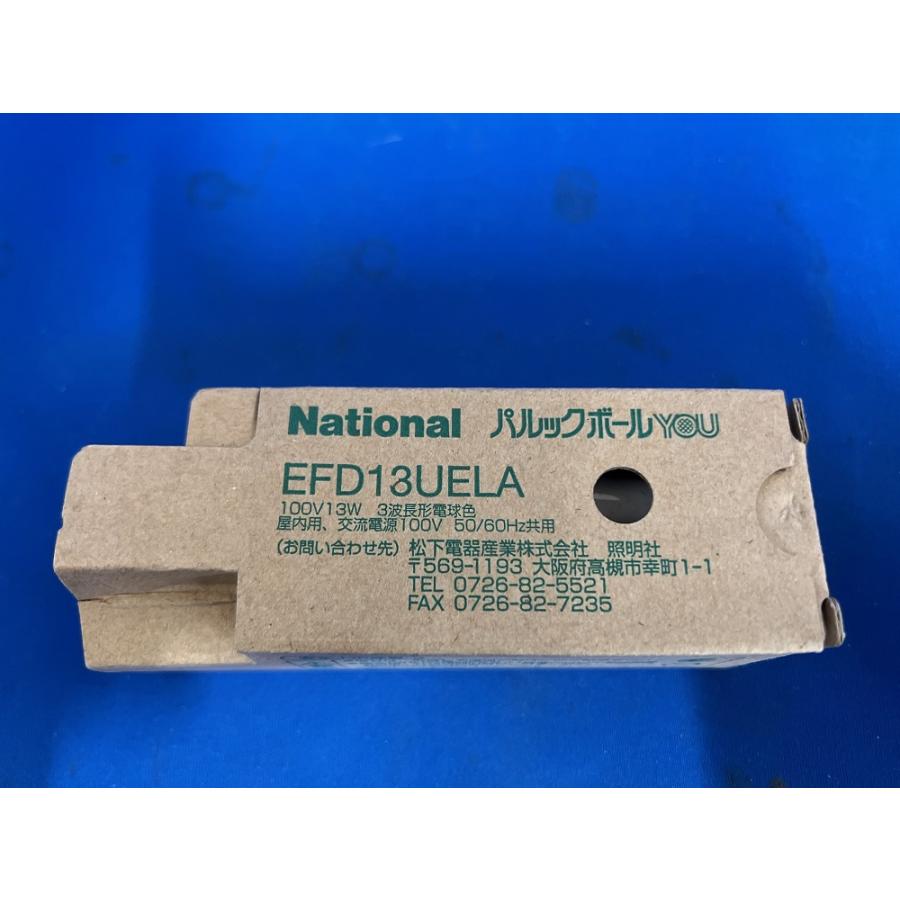 National パルックボールYOU
EFD13UELA
100V13W 3波長形電球色
屋内用、交流電源100V 50/60Hz共用
(お問い合わせ先) 松下電器産業株式会社 照明社
〒569-1193 大阪府高槻市幸町1-1
TEL 0726-82-5521
FAX 0726-82-7235